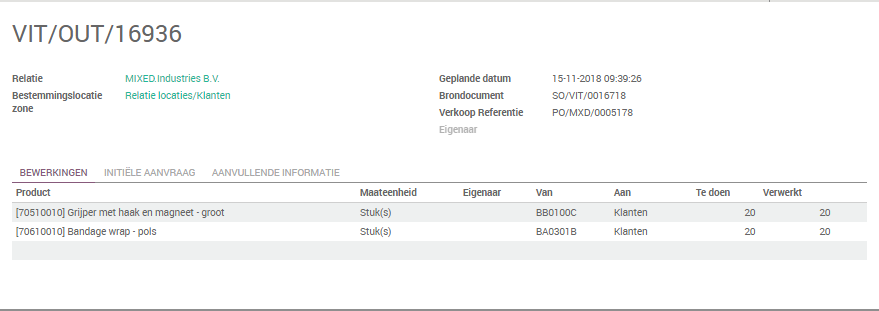 VIT/OUT/16936
Relatie MIXED.Industries B.V. Geplande datum 15-11-2018 09:39:26
Bestemmingslocatie zone Relatie locaties/Klanten Brondocument SO/VIT/0016718
Verkoop Referentie PO/MXD/0005178
Eigenaar
BEWERKINGEN INITIËLE AANVRAAG AANVULLENDE INFORMATIE
Product Maateenheid Eigenaar Van Aan Te doen Verwerkt
[70510010] Grijper met haak en magneet - groot Stuk(s) BB0100C Klanten 20 20
[70610010] Bandage wrap - pols Stuk(s) BA0301B Klanten 20 20